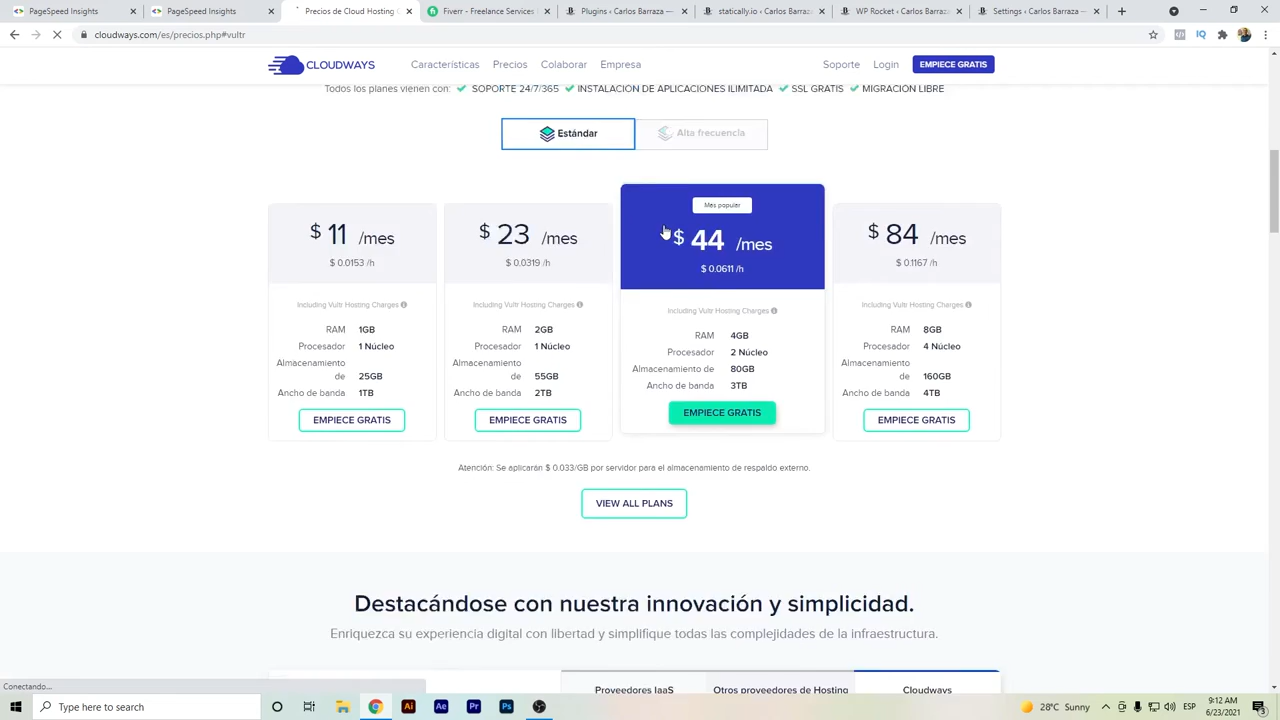 PageSpeed Insights
PageSpeed Insights
Precios de Cloud Hosting C
Fiverr - Freelance Services
Plugins ‹ Carlos Barraza
statically.io ‹ Carlos Barraza
WP Rocket ‹ Carlos Barraza
Settings ‹ Carlos Barraza
cloudways.com/es/precios.php#vultr
IQ
CLOUDWAYS
Características
Precios
Colaborar
Empresa
Soporte
Login
EMPIECE GRATIS
Todos los planes vienen con: SOPORTE 24/7/365 INSTALACIÓN DE APLICACIONES ILIMITADA SSL GRATIS MIGRACIÓN LIBRE
Estándar
Alta frecuencia
$ 11 /mes
$ 0.0153 /h
Including Vultr Hosting Charges
RAM 1GB
Procesador 1 Núcleo
Almacenamiento
de 25GB
Ancho de banda 1TB
EMPIECE GRATIS
$ 23 /mes
$ 0.0319 /h
Including Vultr Hosting Charges
RAM 2GB
Procesador 1 Núcleo
Almacenamiento
de 55GB
Ancho de banda 2TB
EMPIECE GRATIS
Más popular
$ 44 /mes
$ 0.0611 /h
Including Vultr Hosting Charges
RAM 4GB
Procesador 2 Núcleo
Almacenamiento de 80GB
Ancho de banda 3TB
EMPIECE GRATIS
$ 84 /mes
$ 0.1167 /h
Including Vultr Hosting Charges
RAM 8GB
Procesador 4 Núcleo
Almacenamiento
de 160GB
Ancho de banda 4TB
EMPIECE GRATIS
Atención: Se aplicarán $ 0.033/GB por servidor para el almacenamiento de respaldo externo.
VIEW ALL PLANS
Destacándose con nuestra innovación y simplicidad.
Enriquezca su experiencia digital con libertad y simplifique todas las complejidades de la infraestructura.
Proveedores IaaS
Otros proveedores de Hosting
Cloudways
Conectando...
Type here to search
Ai
Ae
Pr
Ps
28°C Sunny
ESP
9:12 AM
6/23/2021